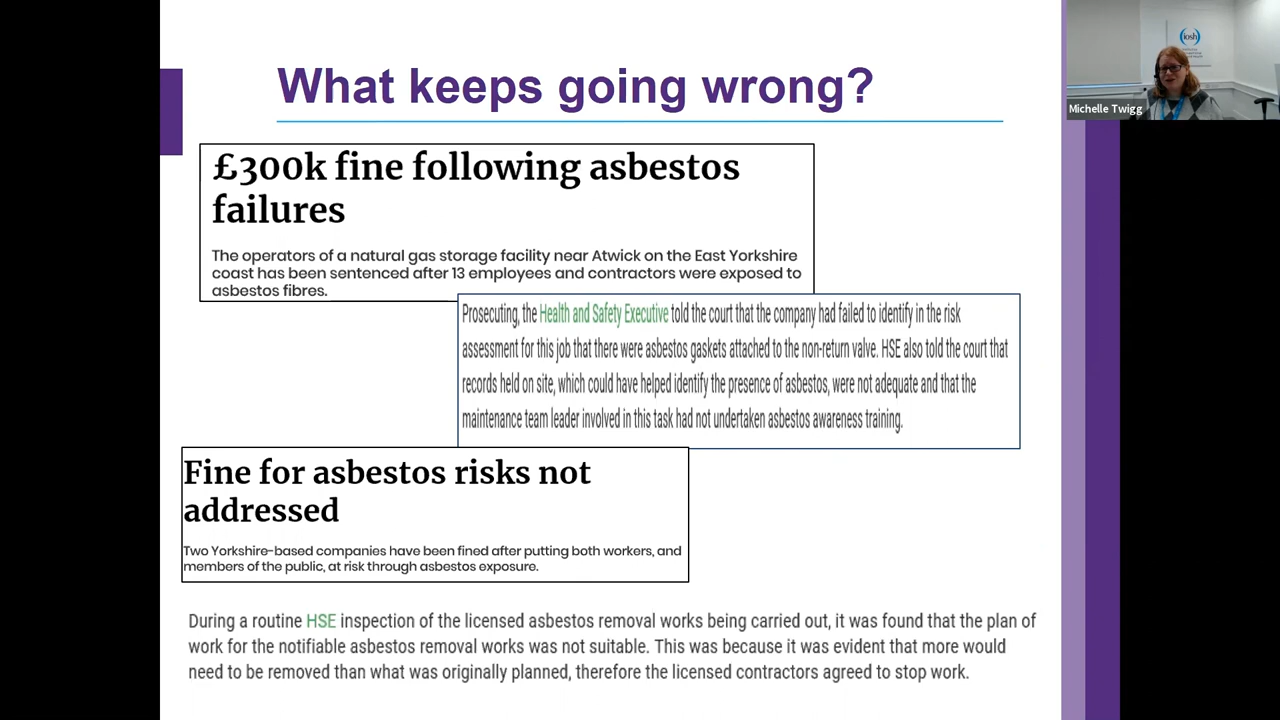 What keeps going wrong?
£300k fine following asbestos
failures
The operators of a natural gas storage facility near Atwick on the East Yorkshire
coast has been sentenced after 13 employees and contractors were exposed to
asbestos fibres.
Prosecuting, the Health and Safety Executive told the court that the company had failed to identify in the risk
assessment for this job that there were asbestos gaskets attached to the non-return valve. HSE also told the court that
records held on site, which could have helped identify the presence of asbestos, were not adequate and that the
maintenance team leader involved in this task had not undertaken asbestos awareness training.
Fine for asbestos risks not
addressed
Two Yorkshire-based companies have been fined after putting both workers, and
members of the public, at risk through asbestos exposure.
During a routine HSE inspection of the licensed asbestos removal works being carried out, it was found that the plan of
work for the notifiable asbestos removal works was not suitable. This was because it was evident that more would
need to be removed than what was originally planned, therefore the licensed contractors agreed to stop work.
iosh
Michelle Twigg